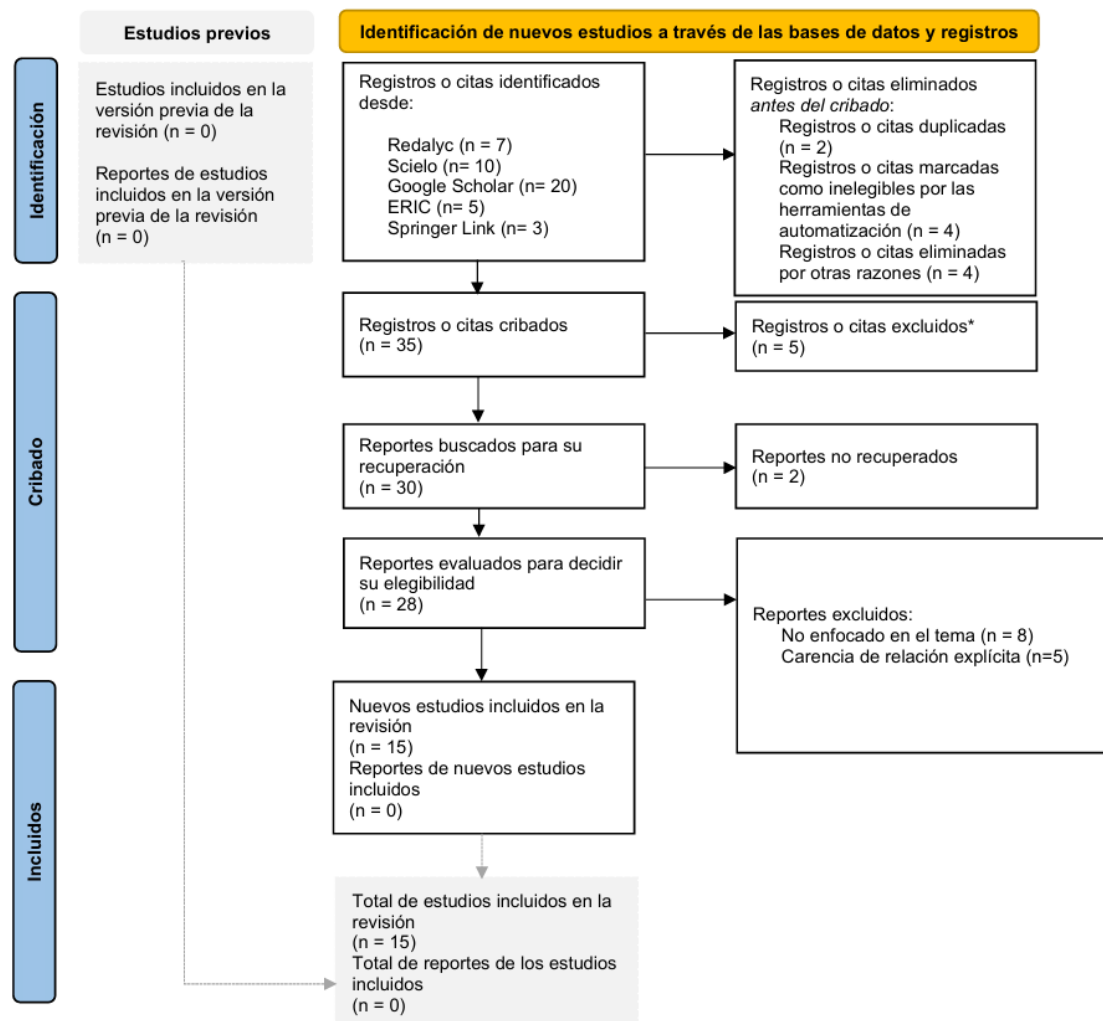 Estudios previos
Identificación de nuevos estudios a través de las bases de datos y registros
Identificación
Estudios incluidos en la
versión previa de la
revisión (n = 0)
Reportes de estudios
incluidos en la versión
previa de la revisión
(n = 0)
Registros o citas identificados
desde:
Redalyc (n = 7)
Scielo (n= 10)
Google Scholar (n= 20)
ERIC (n= 5)
Springer Link (n= 3)
Registros o citas eliminados
antes del cribado:
Registros o citas duplicadas
(n = 2)
Registros o citas marcadas
como inelegibles por las
herramientas de
automatización (n = 4)
Registros o citas eliminadas
por otras razones (n = 4)
Cribado
Registros o citas cribados
(n = 35)
Registros o citas excluidos*
(n = 5)
Reportes buscados para su
recuperación
(n = 30)
Reportes no recuperados
(n = 2)
Reportes evaluados para decidir
su elegibilidad
(n = 28)
Reportes excluidos:
No enfocado en el tema (n = 8)
Carencia de relación explícita (n=5)
Incluidos
Nuevos estudios incluidos en la
revisión
(n = 15)
Reportes de nuevos estudios
incluidos
(n = 0)
Total de estudios incluidos en la
revisión
(n = 15)
Total de reportes de los estudios
incluidos
(n = 0)